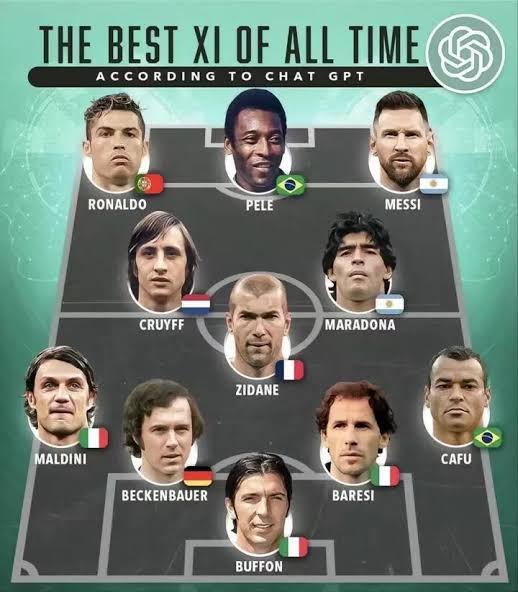 THE BEST XI OF ALL TIME
ACCORDING TO CHAT GPT
RONALDO
PELE
MESSI
CRUYFF
MARADONA
ZIDANE
MALDINI
BECKENBAUER
BARESI
CAFU
BUFFON